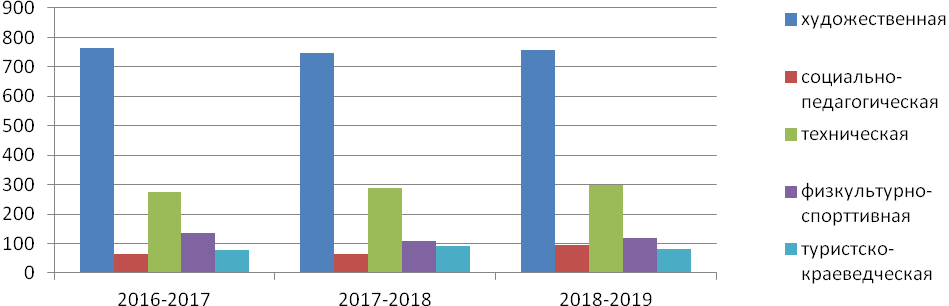 900
800
700
600
500
400
300
200
100
0
2016-2017
2017-2018
2018-2019
художественная
социально-
педагогическая
техническая
физкультурно-
спорттивная
туристско-
краеведческая